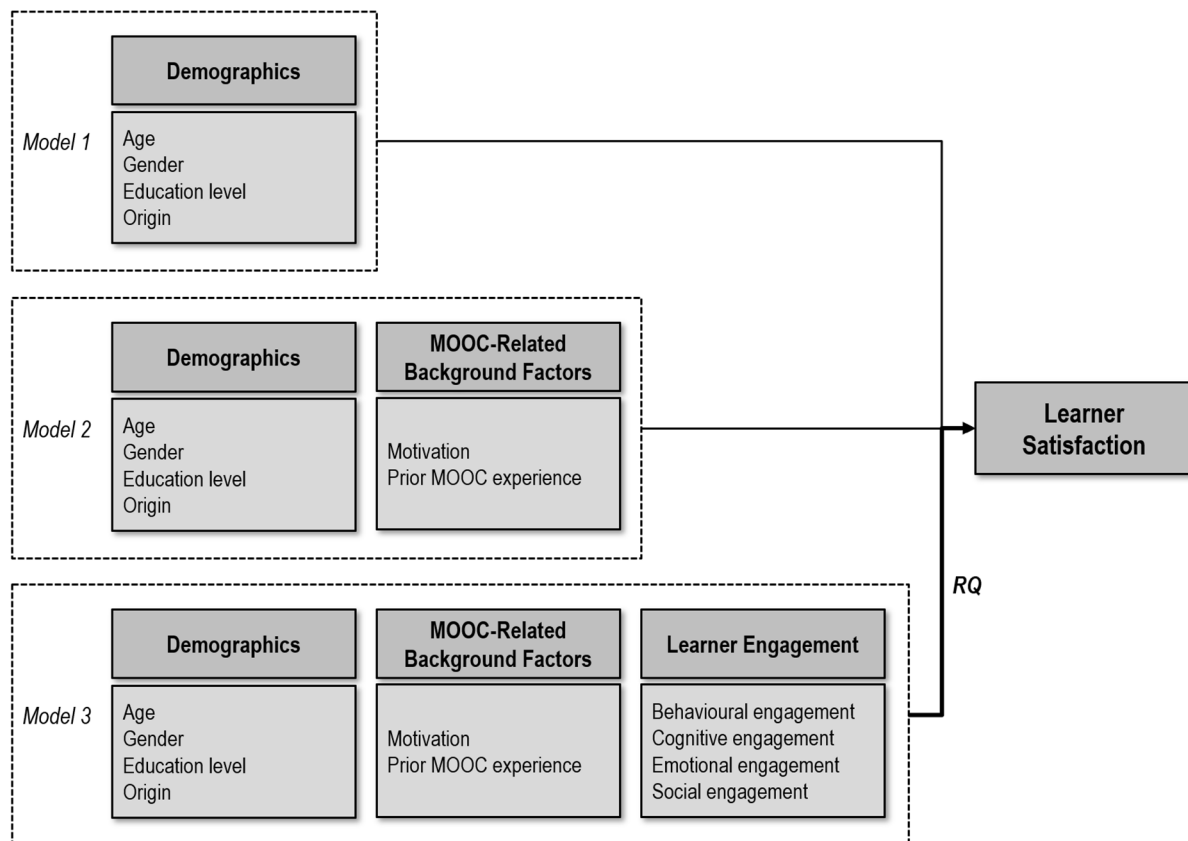 Demographics
Model 1
Age
Gender
Education level
Origin
Demographics
MOOC-Related
Background Factors
Model 2
Age
Gender
Education level
Origin
Motivation
Prior MOOC experience
Learner
Satisfaction
RQ
Demographics
MOOC-Related
Background Factors
Learner Engagement
Model 3
Age
Gender
Education level
Origin
Motivation
Prior MOOC experience
Behavioural engagement
Cognitive engagement
Emotional engagement
Social engagement